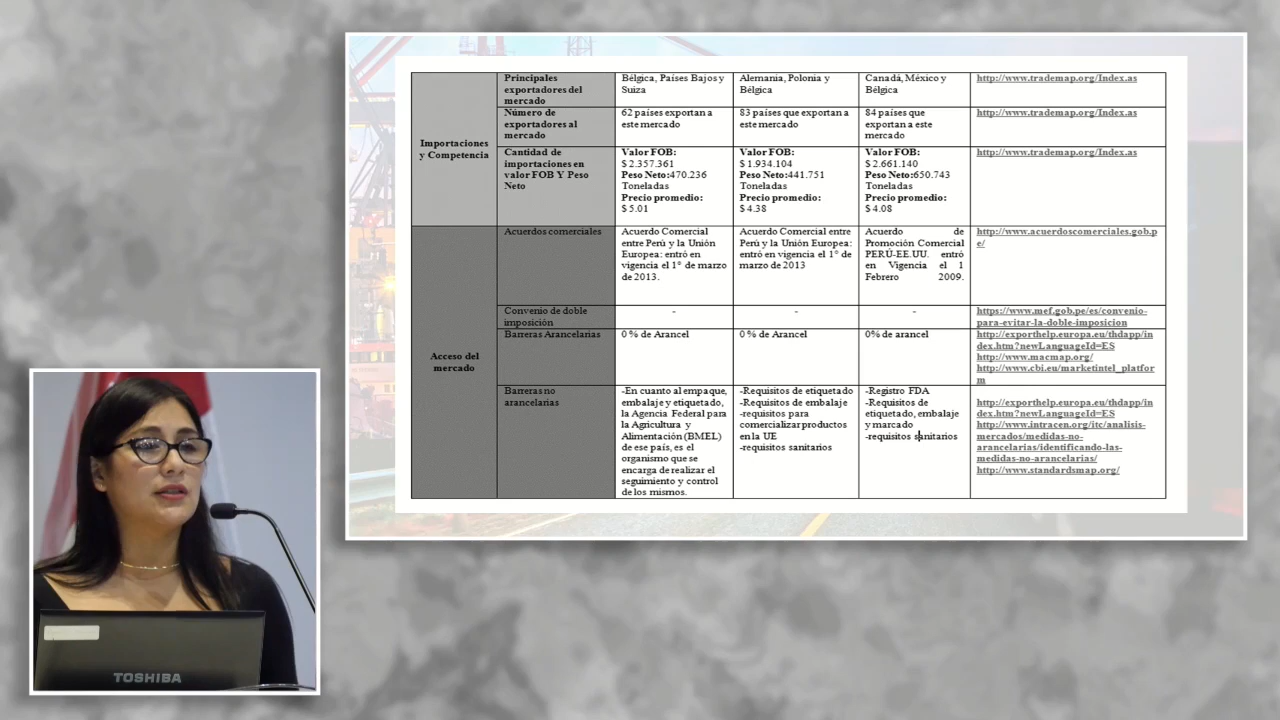 Importaciones
y Competencia
Principales
exportadores del
mercado
Bélgica, Países Bajos y
Suiza
Alemania, Polonia y
Bélgica
Canadá, México y
Bélgica
http://www.trademap.org/Index.as
Número de
exportadores al
mercado
62 países exportan a
este mercado
83 países que exportan a
este mercado
84 países que
exportan a este
mercado
http://www.trademap.org/Index.as
Cantidad de
importaciones en
valor FOB Y Peso
Neto
Valor FOB:
$ 2.357.361
Peso Neto:470.236
Toneladas
Precio promedio:
$ 5.01
Valor FOB:
$ 1.934.104
Peso Neto:441.751
Toneladas
Precio promedio:
$ 4.38
Valor FOB:
$ 2.661.140
Peso Neto:650.743
Toneladas
Precio promedio:
$ 4.08
http://www.trademap.org/Index.as
Acceso del
mercado
Acuerdos comerciales
Acuerdo Comercial
entre Perú y la Unión
Europea: entró en
vigencia el 1° de marzo
de 2013.
Acuerdo Comercial entre
Perú y la Unión Europea:
entró en vigencia el 1° de
marzo de 2013
Acuerdo de
Promoción Comercial
PERÚ-EE.UU. entró
en Vigencia el 1
Febrero 2009.
http://www.acuerdoscomerciales.gob.p
e/
Convenio de doble
imposición
-
-
-
https://www.mef.gob.pe/es/convenio-
para-evitar-la-doble-imposicion
Barreras Arancelarias
0 % de Arancel
0 % de Arancel
0% de arancel
http://exporthelp.europa.eu/thdapp/in
dex.htm?newLanguageId=ES
http://www.macmap.org/
http://www.cbi.eu/marketintel_platfor
m
Barreras no
arancelarias
-En cuanto al empaque,
embalaje y etiquetado,
la Agencia Federal para
la Agricultura y
Alimentación (BMEL)
de ese país, es el
organismo que se
encarga de realizar el
seguimiento y control
de los mismos.
-Requisitos de etiquetado
-Requisitos de embalaje
-requisitos para
comercializar productos
en la UE
-requisitos sanitarios
-Registro FDA
-Requisitos de
etiquetado, embalaje
y marcado
-requisitos sanitarios
http://exporthelp.europa.eu/thdapp/in
dex.htm?newLanguageId=ES
http://www.intracen.org/itc/analisis-
mercados/medidas-no-
arancelarias/identificando-las-
medidas-no-arancelarias/
http://www.standardsmap.org/
TOSHIBA